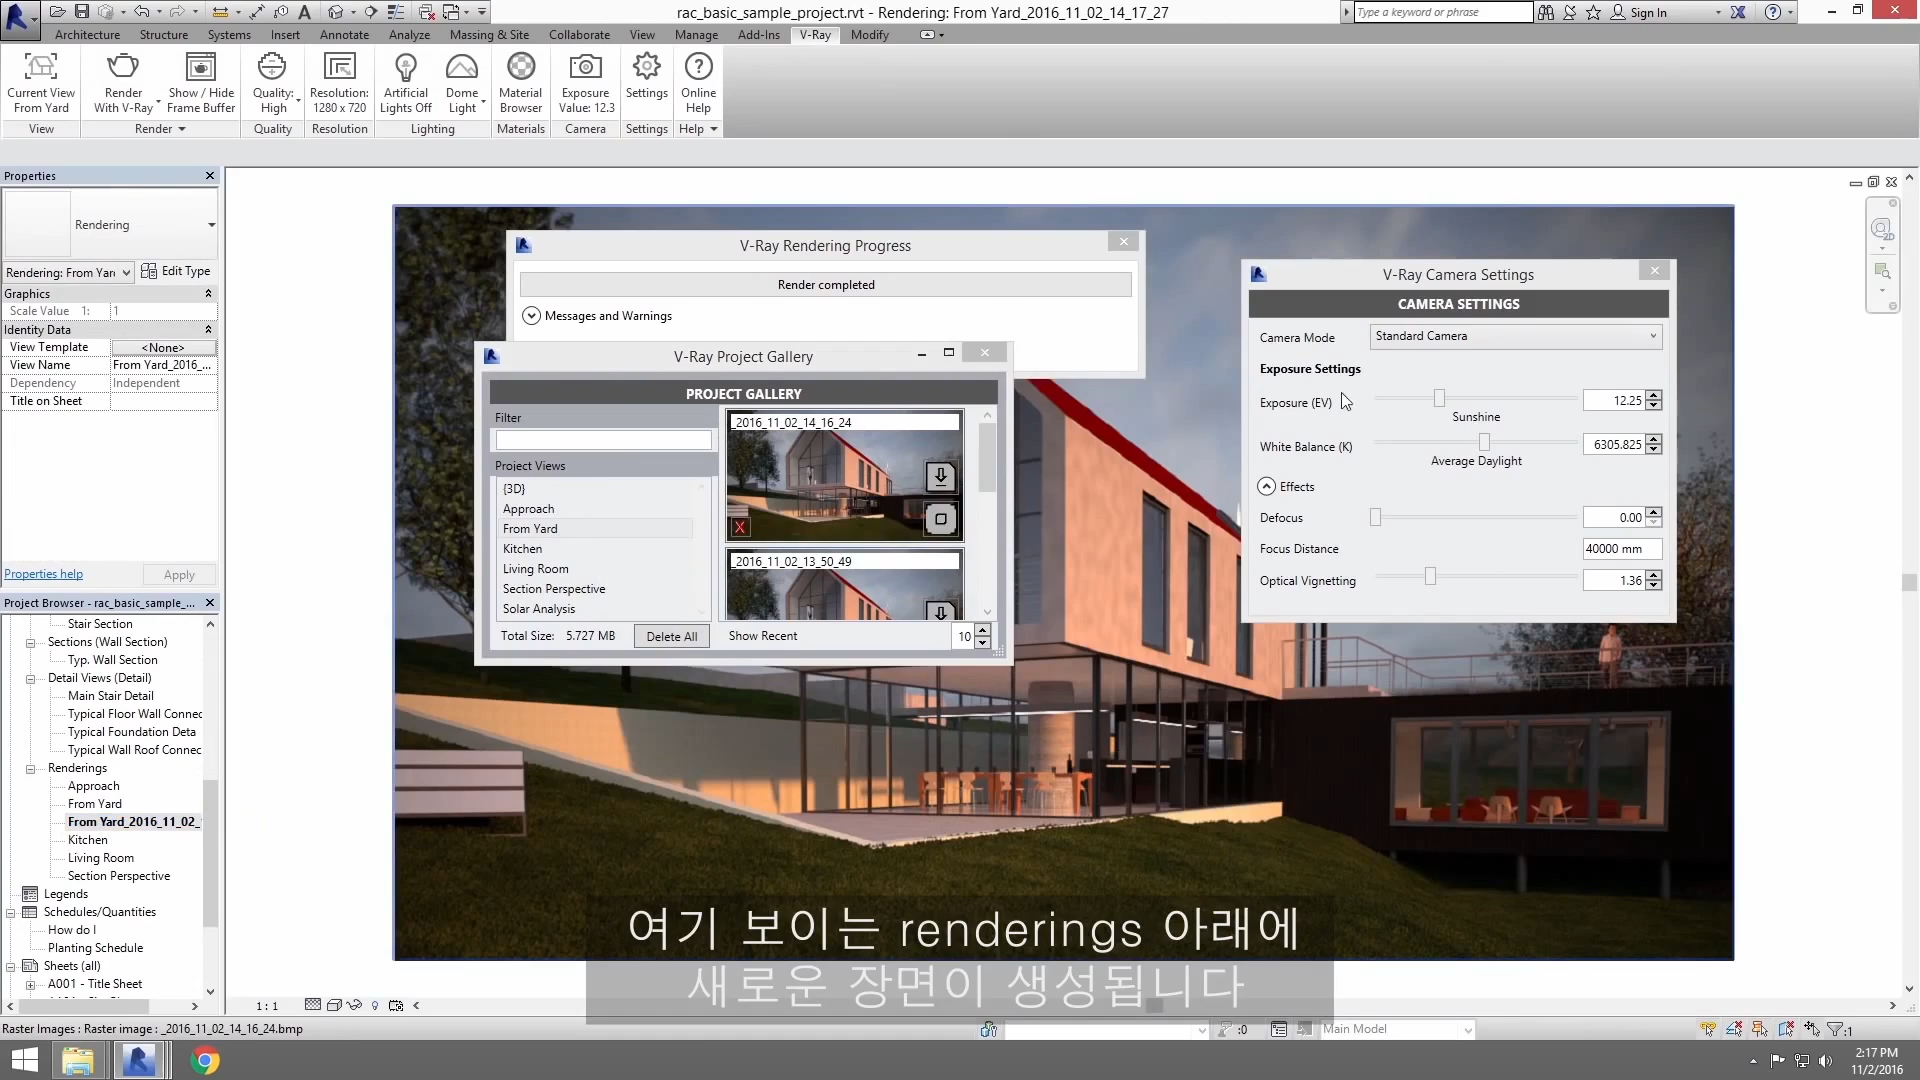 rac_basic_sample_project.rvt - Rendering: From Yard_2016_11_02_14_17_27
Type a keyword or phrase
Sign In
Architecture Structure Systems Insert Annotate Analyze Massing & Site Collaborate View Manage Add-Ins V-Ray Modify
Current View From Yard
Render With V-Ray
Show / Hide Frame Buffer
Quality: High
Resolution: 1280 x 720
Artificial Lights Off
Dome Light
Material Browser
Exposure Value: 12.3
Settings
Online Help
View Render Quality Resolution Lighting Materials Camera Settings Help
Properties
Rendering
Rendering: From Yar
Edit Type
Graphics
Scale Value 1: 1
Identity Data
View Template <None>
View Name From Yard_2016_...
Dependency Independent
Title on Sheet
Properties help
Apply
Project Browser - rac_basic_sample_...
Stair Section
Sections (Wall Section)
Typ. Wall Section
Detail Views (Detail)
Main Stair Detail
Typical Floor Wall Connec
Typical Foundation Deta
Typical Wall Roof Connec
Renderings
Approach
From Yard
From Yard_2016_11_02_
Kitchen
Living Room
Section Perspective
Legends
Schedules/Quantities
How do I
Planting Schedule
Sheets (all)
A001 - Title Sheet
V-Ray Rendering Progress
Render completed
Messages and Warnings
V-Ray Project Gallery
PROJECT GALLERY
Filter
Project Views
{3D}
Approach
From Yard
Kitchen
Living Room
Section Perspective
Solar Analysis
Total Size: 5.727 MB
Delete All
_2016_11_02_14_16_24
_2016_11_02_13_50_49
Show Recent 10
V-Ray Camera Settings
CAMERA SETTINGS
Camera Mode Standard Camera
Exposure Settings
Exposure (EV) 12.25
Sunshine
White Balance (K) 6305.825
Average Daylight
Effects
Defocus 0.00
Focus Distance 40000 mm
Optical Vignetting 1.36
여기 보이는 renderings 아래에
새로운 장면이 생성됩니다
1 : 1
Raster Images : Raster image : _2016_11_02_14_16_24.bmp
:0
Main Model
:1
2:17 PM
11/2/2016